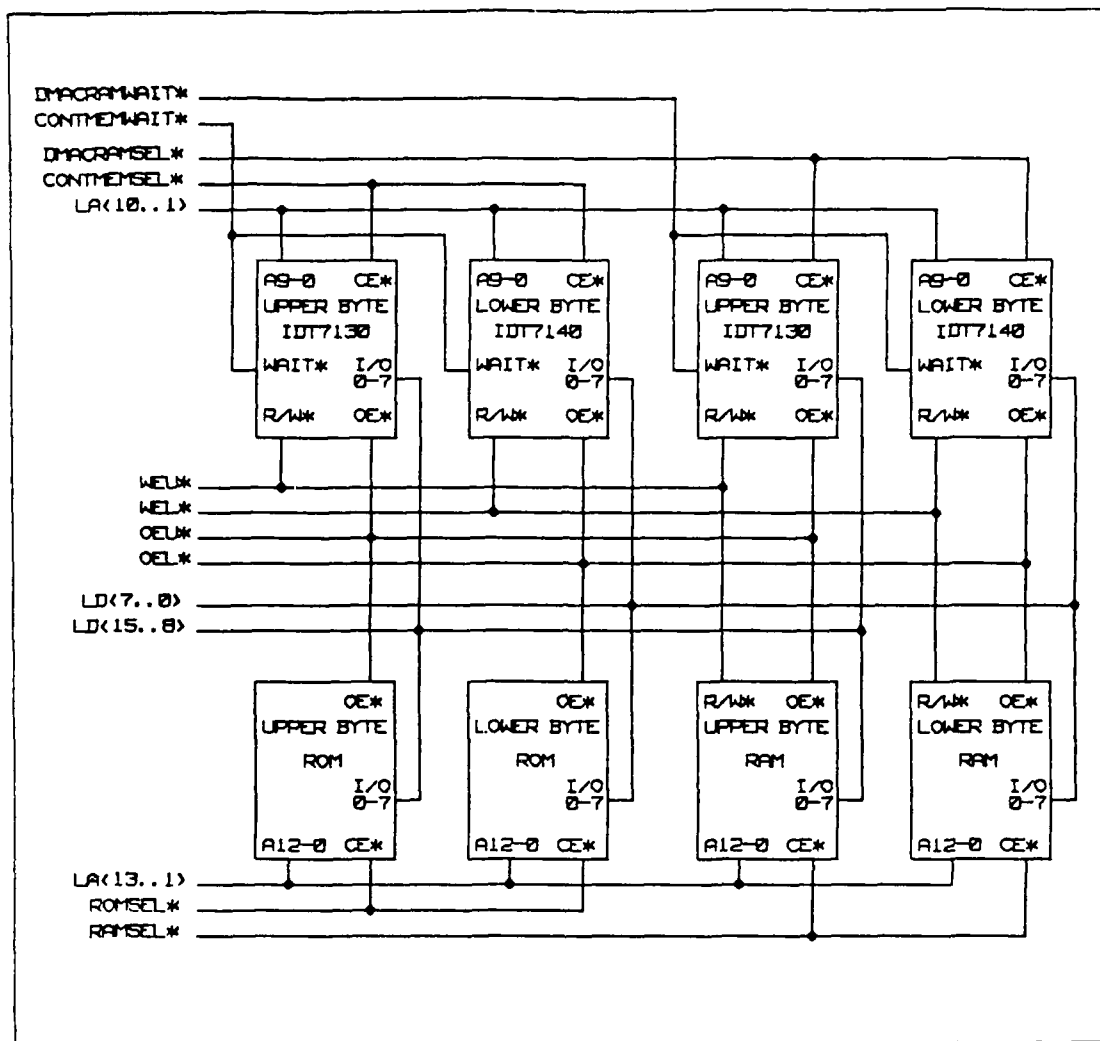 DMACRAMWAIT*
CONTMEMWAIT*
DMACRAMSEL*
CONTMEMSEL*
LA(10..1)
A9-0 CE*
UPPER BYTE
IDT7130
WAIT* I/O
0-7
R/W* OE*
A9-0 CE*
LOWER BYTE
IDT7140
WAIT* I/O
0-7
R/W* OE*
A9-0 CE*
UPPER BYTE
IDT7130
WAIT* I/O
0-7
R/W* OE*
A9-0 CE*
LOWER BYTE
IDT7140
WAIT* I/O
0-7
R/W* OE*
WEU*
WEL*
OEU*
OEL*
LD(7..0)
LD(15..8)
OE*
UPPER BYTE
ROM
I/O
0-7
A12-0 CE*
OE*
LOWER BYTE
ROM
I/O
0-7
A12-0 CE*
R/W* OE*
UPPER BYTE
RAM
I/O
0-7
A12-0 CE*
R/W* OE*
LOWER BYTE
RAM
I/O
0-7
A12-0 CE*
LA(13..1)
ROMSEL*
RAMSEL*